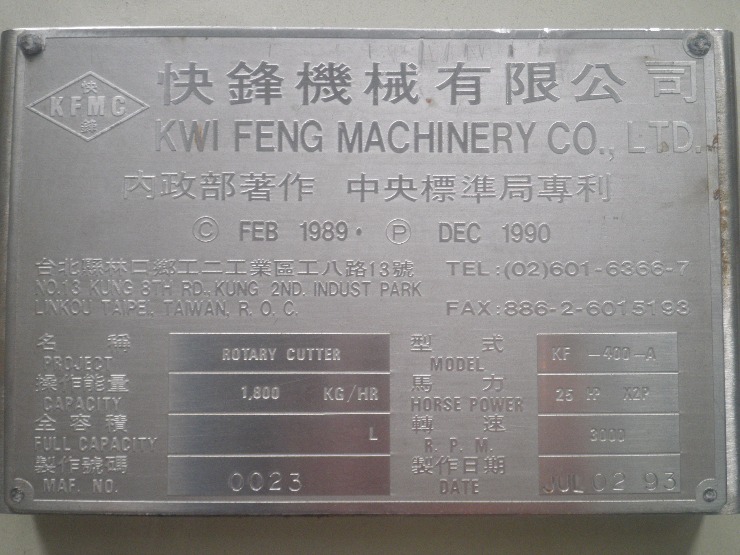 快
KFMC
鋒
快鋒機械有限公司
KWI FENG MACHINERY CO., LTD.
內政部著作 中央標準局專利
© FEB 1989. Ⓟ DEC 1990
台北縣林口鄉工二工業區工八路13號 TEL:(02)601-6366-7
NO.13 KUNG 8TH RD., KUNG 2ND. INDUST PARK
LINKOU TAIPEI, TAIWAN, R. O. C. FAX:886-2-6015193
名稱 型式
PROJECT ROTARY CUTTER MODEL KF -400-A
操作能量 馬力
CAPACITY 1,800 KG/HR HORSE POWER 25 HP X2P
全容積 轉速
FULL CAPACITY L R. P. M. 3000
製作號碼 製作日期
MAF. NO. 0023 DATE JUL 02 93